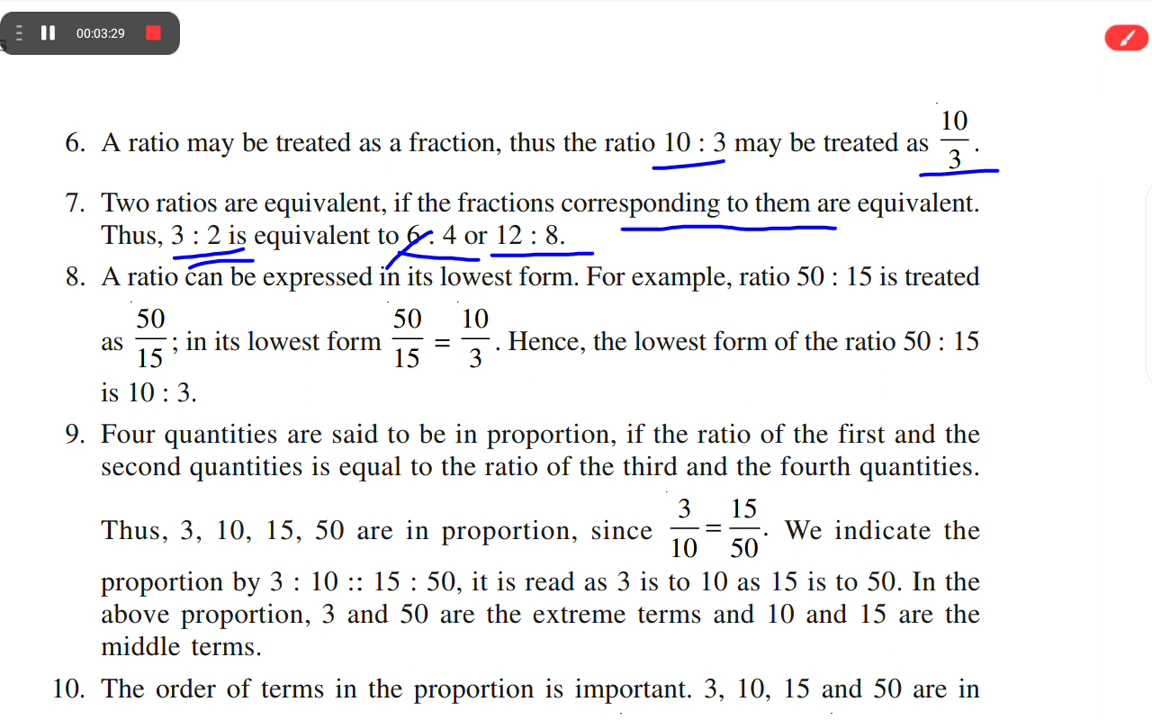 00:03:29
6. A ratio may be treated as a fraction, thus the ratio 10 : 3 may be treated as 10/3.
7. Two ratios are equivalent, if the fractions corresponding to them are equivalent.
Thus, 3 : 2 is equivalent to 6 : 4 or 12 : 8.
8. A ratio can be expressed in its lowest form. For example, ratio 50 : 15 is treated
as 50/15; in its lowest form 50/15 = 10/3. Hence, the lowest form of the ratio 50 : 15
is 10 : 3.
9. Four quantities are said to be in proportion, if the ratio of the first and the
second quantities is equal to the ratio of the third and the fourth quantities.
Thus, 3, 10, 15, 50 are in proportion, since 3/10 = 15/50. We indicate the
proportion by 3 : 10 :: 15 : 50, it is read as 3 is to 10 as 15 is to 50. In the
above proportion, 3 and 50 are the extreme terms and 10 and 15 are the
middle terms.
10. The order of terms in the proportion is important. 3, 10, 15 and 50 are in